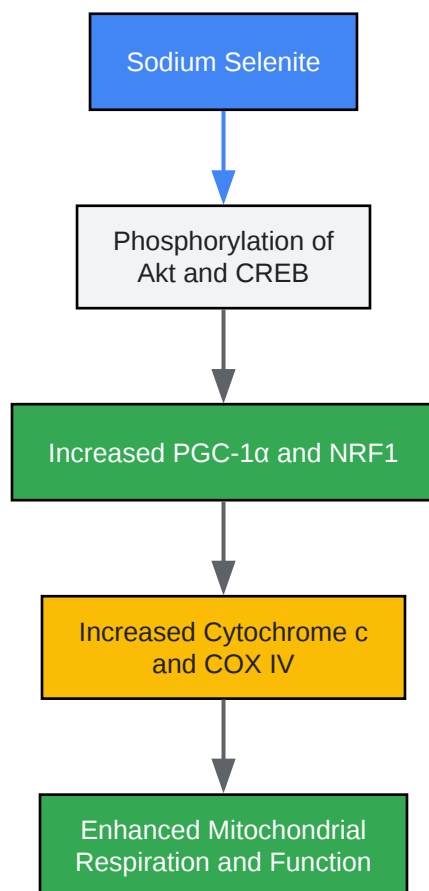 Sodium Selenite
Phosphorylation of
Akt and CREB
Increased PGC-1α and NRF1
Increased Cytochrome c
and COX IV
Enhanced Mitochondrial
Respiration and Function